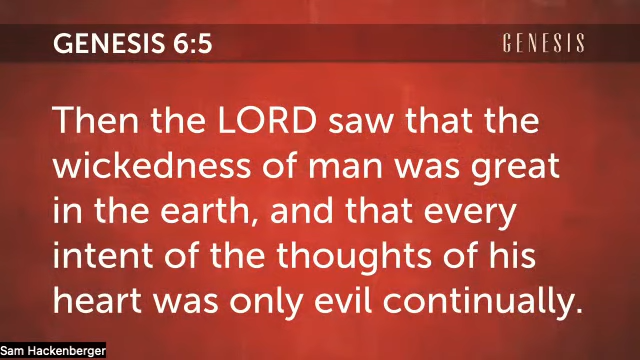 GENESIS 6:5
GENESIS
Then the LORD saw that the
wickedness of man was great
in the earth, and that every
intent of the thoughts of his
heart was only evil continually.
Sam Hackenberger